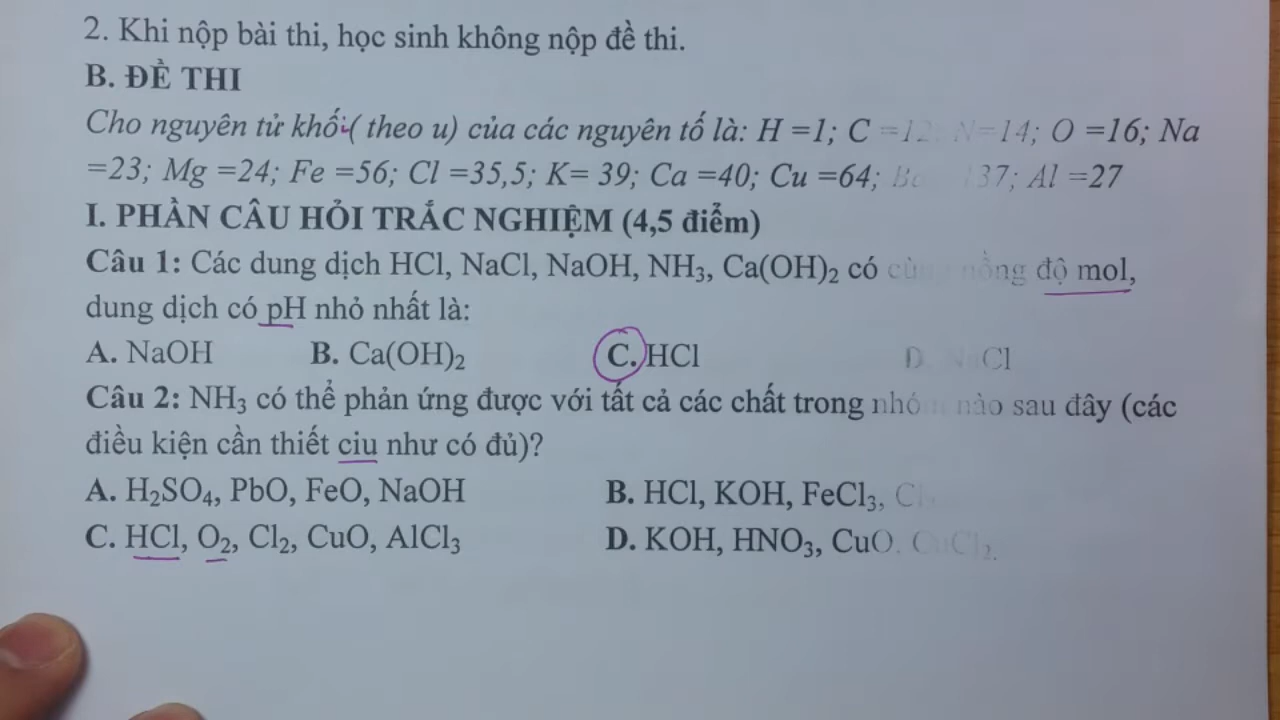 2. Khi nộp bài thi, học sinh không nộp đề thi.
B. ĐỀ THI
Cho nguyên tử khối( theo u) của các nguyên tố là: H =1; C =12; N=14; O =16; Na
=23; Mg =24; Fe =56; Cl =35,5; K= 39; Ca =40; Cu =64; 137; Al =27
I. PHẦN CÂU HỎI TRẮC NGHIỆM (4,5 điểm)
Câu 1: Các dung dịch HCl, NaCl, NaOH, NH₃, Ca(OH)₂ có cùng nồng độ mol,
dung dịch có pH nhỏ nhất là:
A. NaOH B. Ca(OH)₂ C. HCl D. NaCl
Câu 2: NH₃ có thể phản ứng được với tất cả các chất trong nhóm nào sau đây (các
điều kiện cần thiết ciu như có đủ)?
A. H₂SO₄, PbO, FeO, NaOH B. HCl, KOH, FeCl₃,
C. HCl, O₂, Cl₂, CuO, AlCl₃ D. KOH, HNO₃, CuO, CuCl₂.